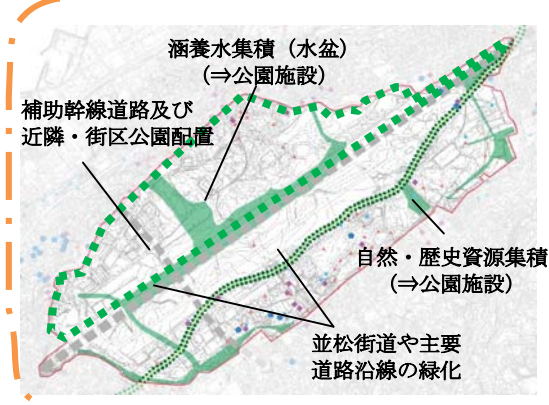 涵養水集積（水盆）
（⇒公園施設）
補助幹線道路及び
近隣・街区公園配置
自然・歴史資源集積
（⇒公園施設）
並松街道や主要
道路沿線の緑化